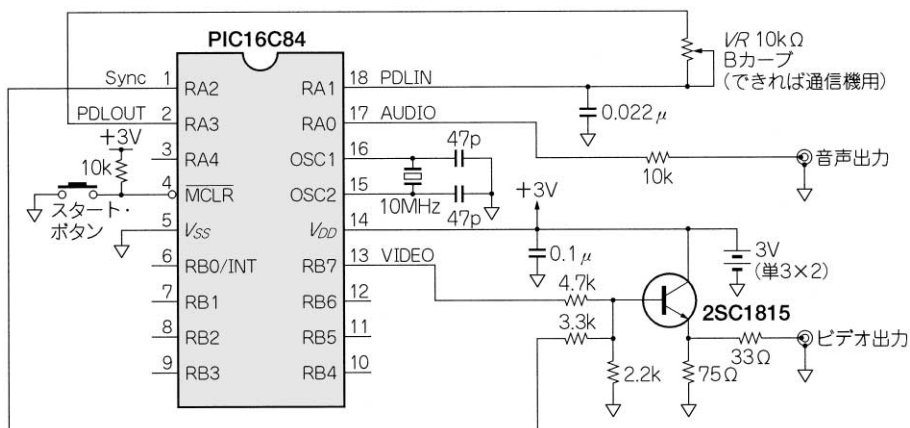 PIC16C84
Sync
1
RA2
PDLOUT
2
RA3
+3V
3
RA4
10k
4
MCLR
スタート・
ボタン
5
VSS
6
RB0/INT
7
RB1
8
RB2
9
RB3
RA1
18
PDLIN
RA0
17
AUDIO
OSC1
16
OSC2
15
VDD
14
RB7
13
VIDEO
RB6
12
RB5
11
RB4
10
47p
10MHz
47p
VR 10kΩ
Bカーブ
(できれば通信機用)
0.022μ
10k
音声出力
+3V
0.1μ
3V
(単3×2)
4.7k
3.3k
2.2k
2SC1815
33Ω
75Ω
ビデオ出力